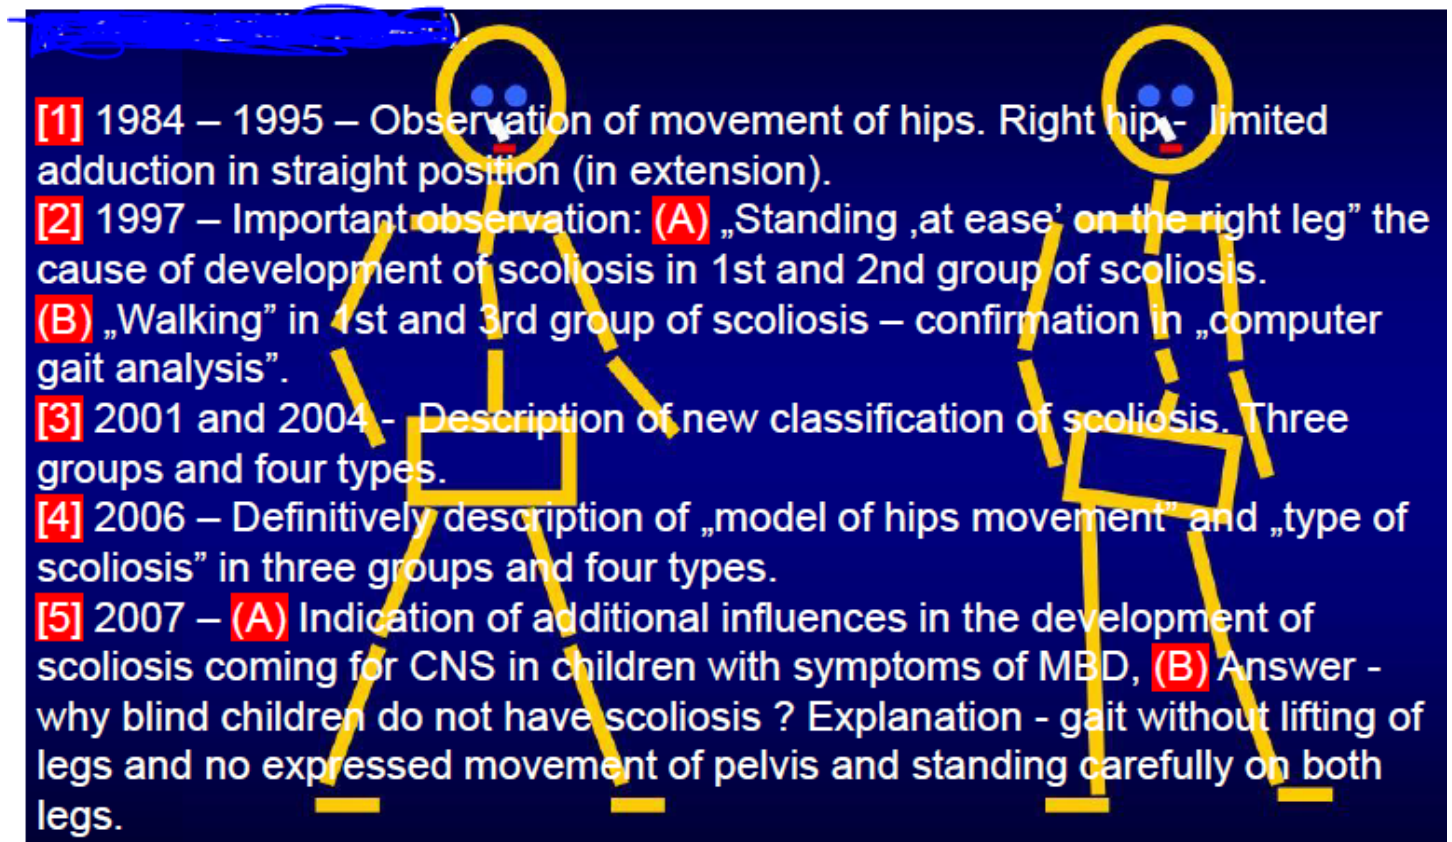 [1] 1984 – 1995 – Observation of movement of hips. Right hip - limited
adduction in straight position (in extension).
[2] 1997 – Important observation: (A) „Standing ‚at ease’ on the right leg” the
cause of development of scoliosis in 1st and 2nd group of scoliosis.
(B) „Walking” in 1st and 3rd group of scoliosis – confirmation in „computer
gait analysis”.
[3] 2001 and 2004 - Description of new classification of scoliosis. Three
groups and four types.
[4] 2006 – Definitively description of „model of hips movement” and „type of
scoliosis” in three groups and four types.
[5] 2007 – (A) Indication of additional influences in the development of
scoliosis coming for CNS in children with symptoms of MBD, (B) Answer -
why blind children do not have scoliosis ? Explanation - gait without lifting of
legs and no expressed movement of pelvis and standing carefully on both
legs.